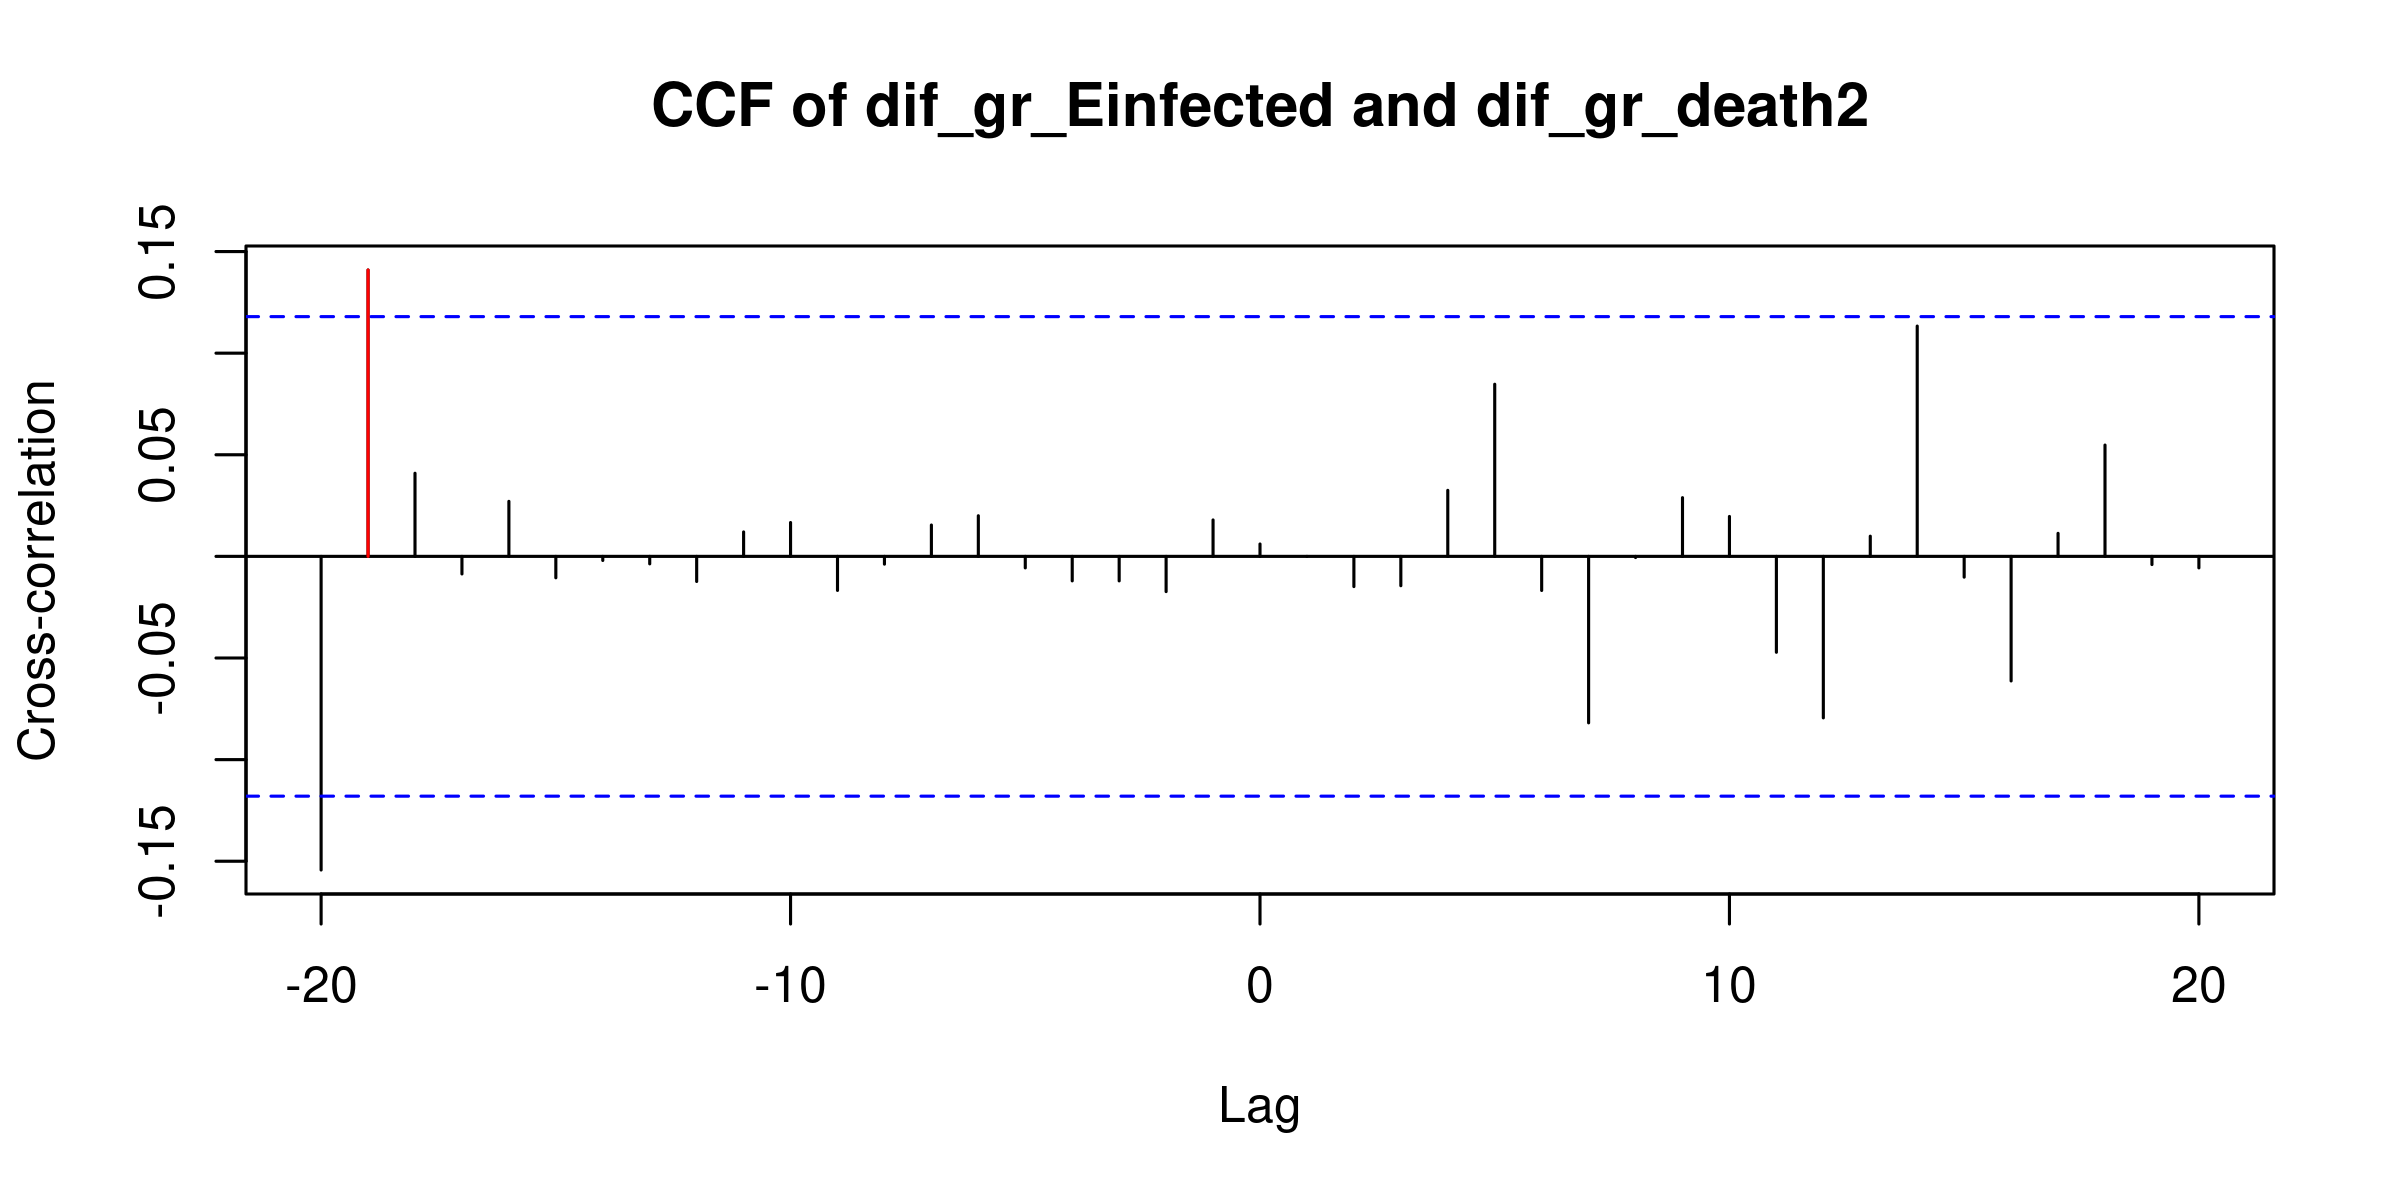 CCF of dif_gr_Einfected and dif_gr_death2
Cross-correlation
0.15
0.05
-0.05
-0.15
-20 -10 0 10 20
Lag